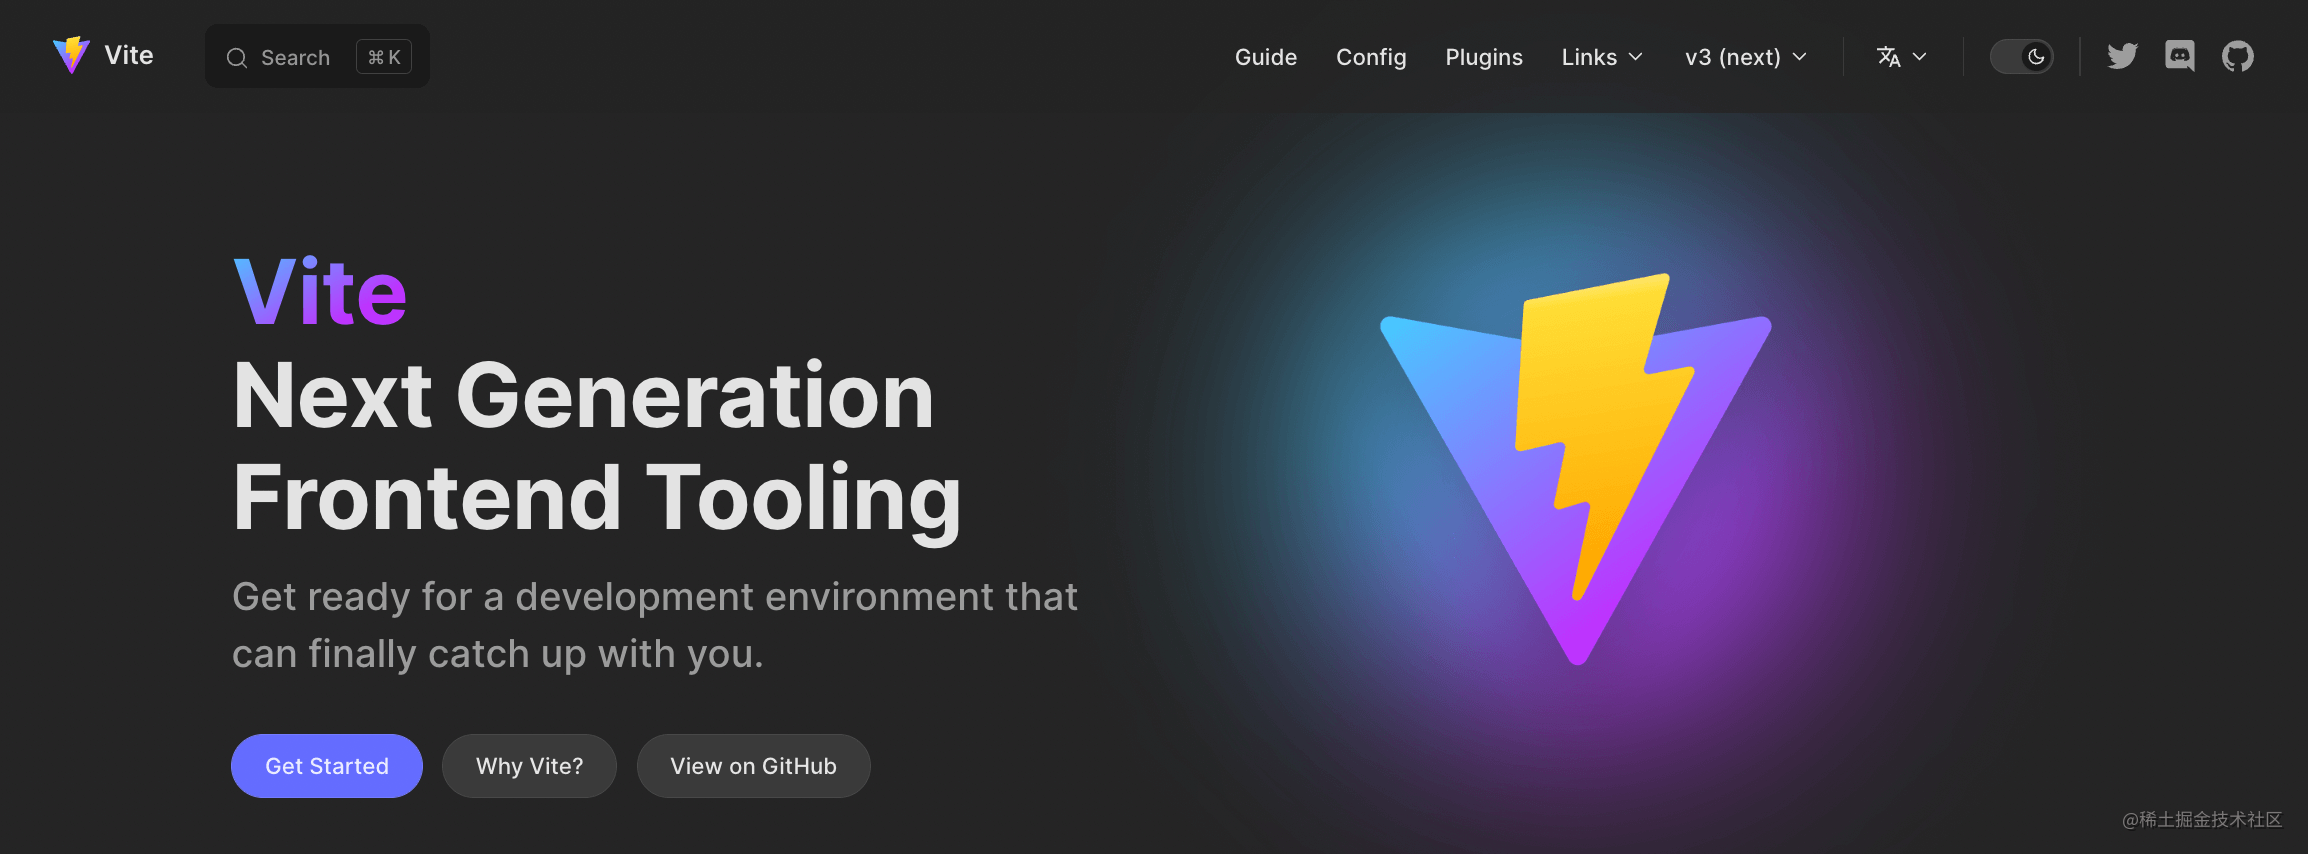 Vite
Search
⌘ K
Guide
Config
Plugins
Links
v3 (next)
Vite
Next Generation
Frontend Tooling
Get ready for a development environment that
can finally catch up with you.
Get Started
Why Vite?
View on GitHub
@稀土掘金技术社区